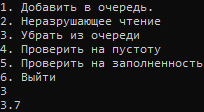 1. Добавить в очередь.
2. Неразрушающее чтение
3. Убрать из очереди
4. Проверить на пустоту
5. Проверить на заполненность
6. Выйти
3
3.7